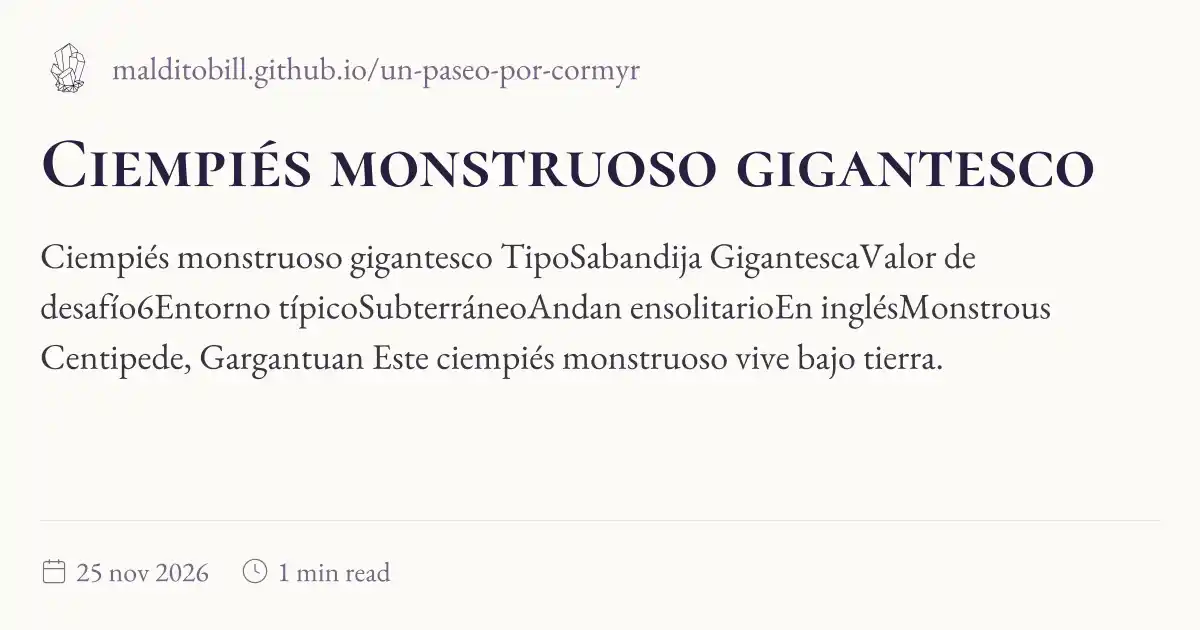 malditobill.github.io/un-paseo-por-cormyr
Ciempiés monstruoso gigantesco
Ciempiés monstruoso gigantesco TipoSabandija GigantescaValor de
desafío6Entorno típicoSubterráneoAndan ensolitarioEn inglésMonstrous
Centipede, Gargantuan Este ciempiés monstruoso vive bajo tierra.
25 nov 2026 1 min read